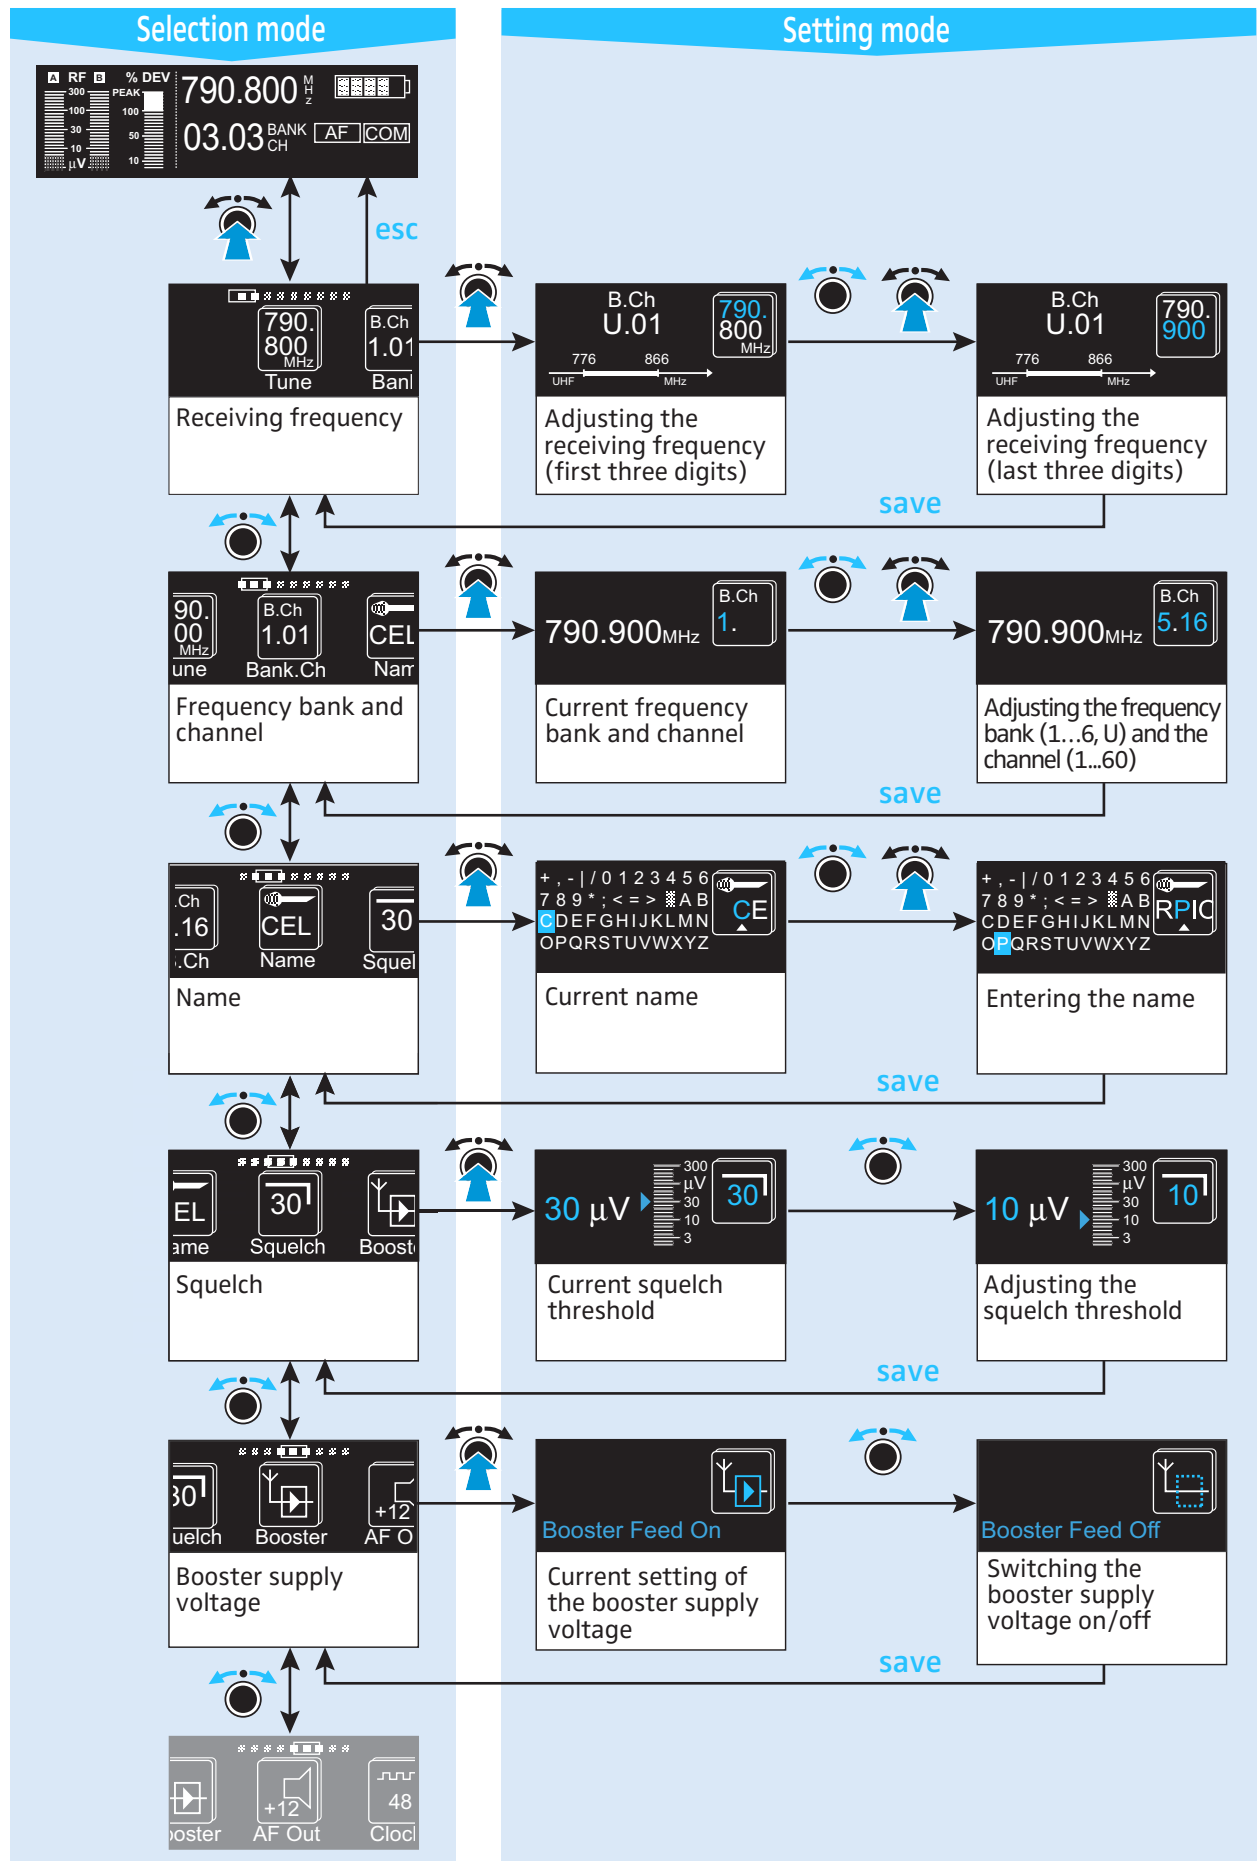 Selection mode
Setting mode
A RF B % DEV
300 PEAK
100 100
30 50
10
µV 10
790.800 MHz
03.03 BANK CH AF COM
esc
790.
800
MHz
Tune
B.Ch
1.01
Receiving frequency
B.Ch
U.01
776 866
UHF MHz
790.
800
MHz
Adjusting the
receiving frequency
(first three digits)
B.Ch
U.01
776 866
UHF MHz
790.
900
Adjusting the
receiving frequency
(last three digits)
save
90.
00
MHz
une
B.Ch
1.01
Bank.Ch
CEL
Nam
Frequency bank and
channel
790.900 MHz
B.Ch
1.
Current frequency
bank and channel
790.900 MHz
B.Ch
5.16
Adjusting the frequency
bank (1...6, U) and the
channel (1...60)
save
.Ch
.16
.Ch
CEL
Name
30
Squel
Name
+ , - | / 0 1 2 3 4 5 6
7 8 9 * ; < = > A B
C D E F G H I J K L M N
O P Q R S T U V W X Y Z
CE
Current name
+ , - | / 0 1 2 3 4 5 6
7 8 9 * ; < = > A B
C D E F G H I J K L M N
O P Q R S T U V W X Y Z
RPIC
Entering the name
save
EL
ame
30
Squelch
Boost
Squelch
30 µV
300
µV
30
10
3
30
Current squelch
threshold
10 µV
300
µV
30
10
3
10
Adjusting the
squelch threshold
save
30
uelch
Booster
+12
AF O
Booster supply
voltage
Booster Feed On
Current setting of
the booster supply
voltage
Booster Feed Off
Switching the
booster supply
voltage on/off
save
ooster
+12
AF Out
48
Cloc